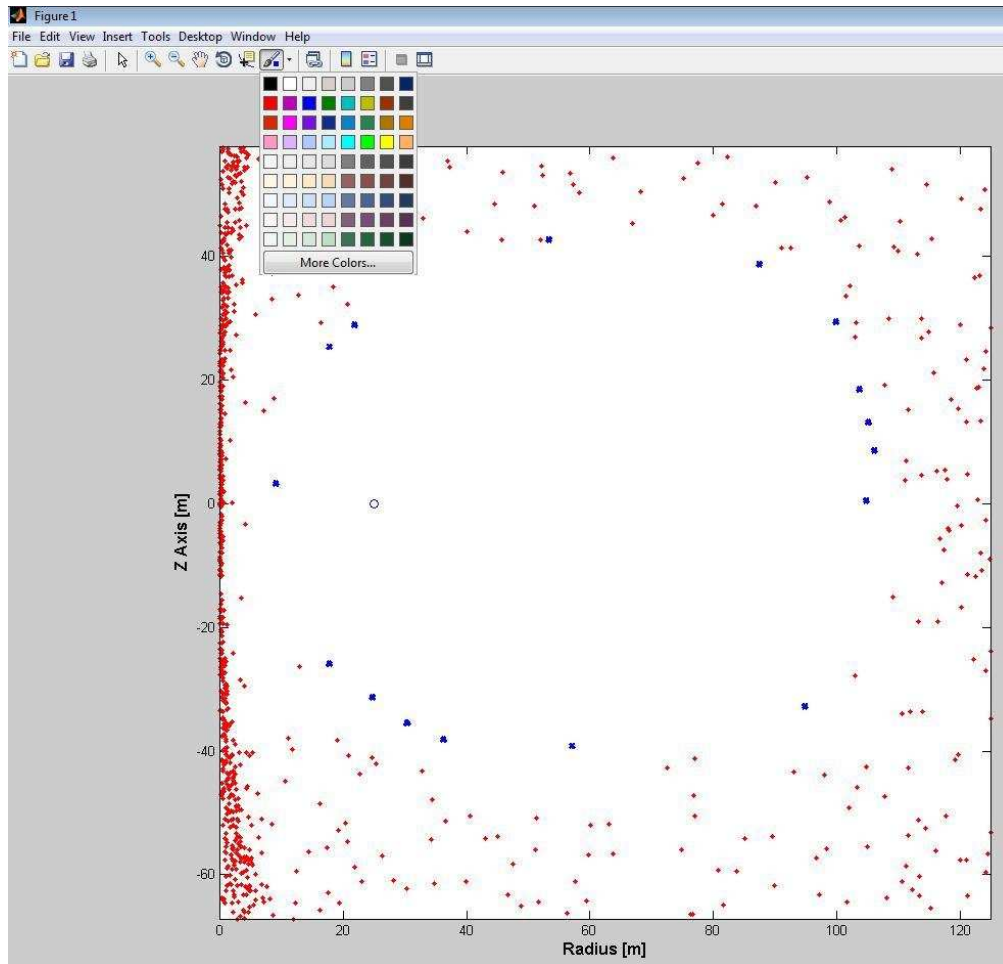 Figure 1
File Edit View Insert Tools Desktop Window Help
More Colors...
40
20
0
-20
-40
-60
Z Axis [m]
0 20 40 60 80 100 120
Radius [m]